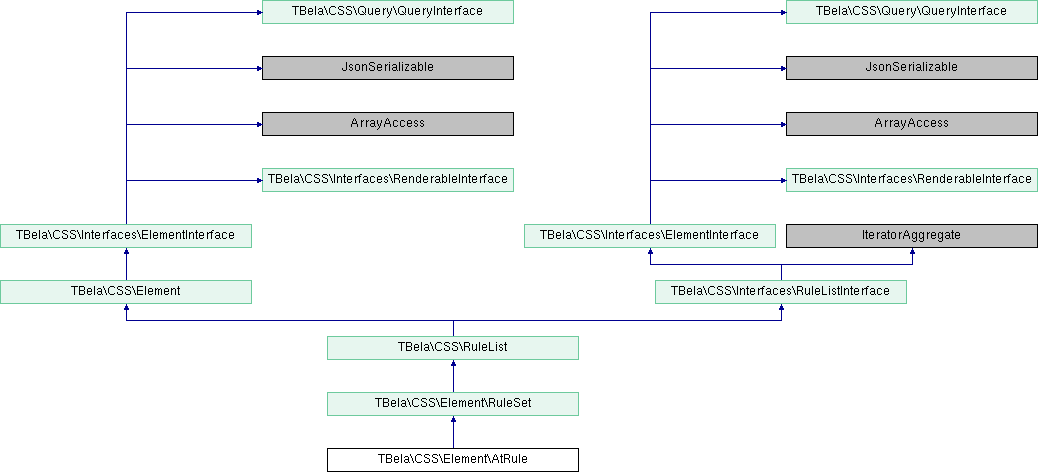 TBela\CSS\Query\QueryInterface
TBela\CSS\Query\QueryInterface
JsonSerializable
JsonSerializable
ArrayAccess
ArrayAccess
TBela\CSS\Interfaces\RenderableInterface
TBela\CSS\Interfaces\RenderableInterface
TBela\CSS\Interfaces\ElementInterface
TBela\CSS\Interfaces\ElementInterface
IteratorAggregate
TBela\CSS\Element
TBela\CSS\Interfaces\RuleListInterface
TBela\CSS\RuleList
TBela\CSS\Element\RuleSet
TBela\CSS\Element\AtRule